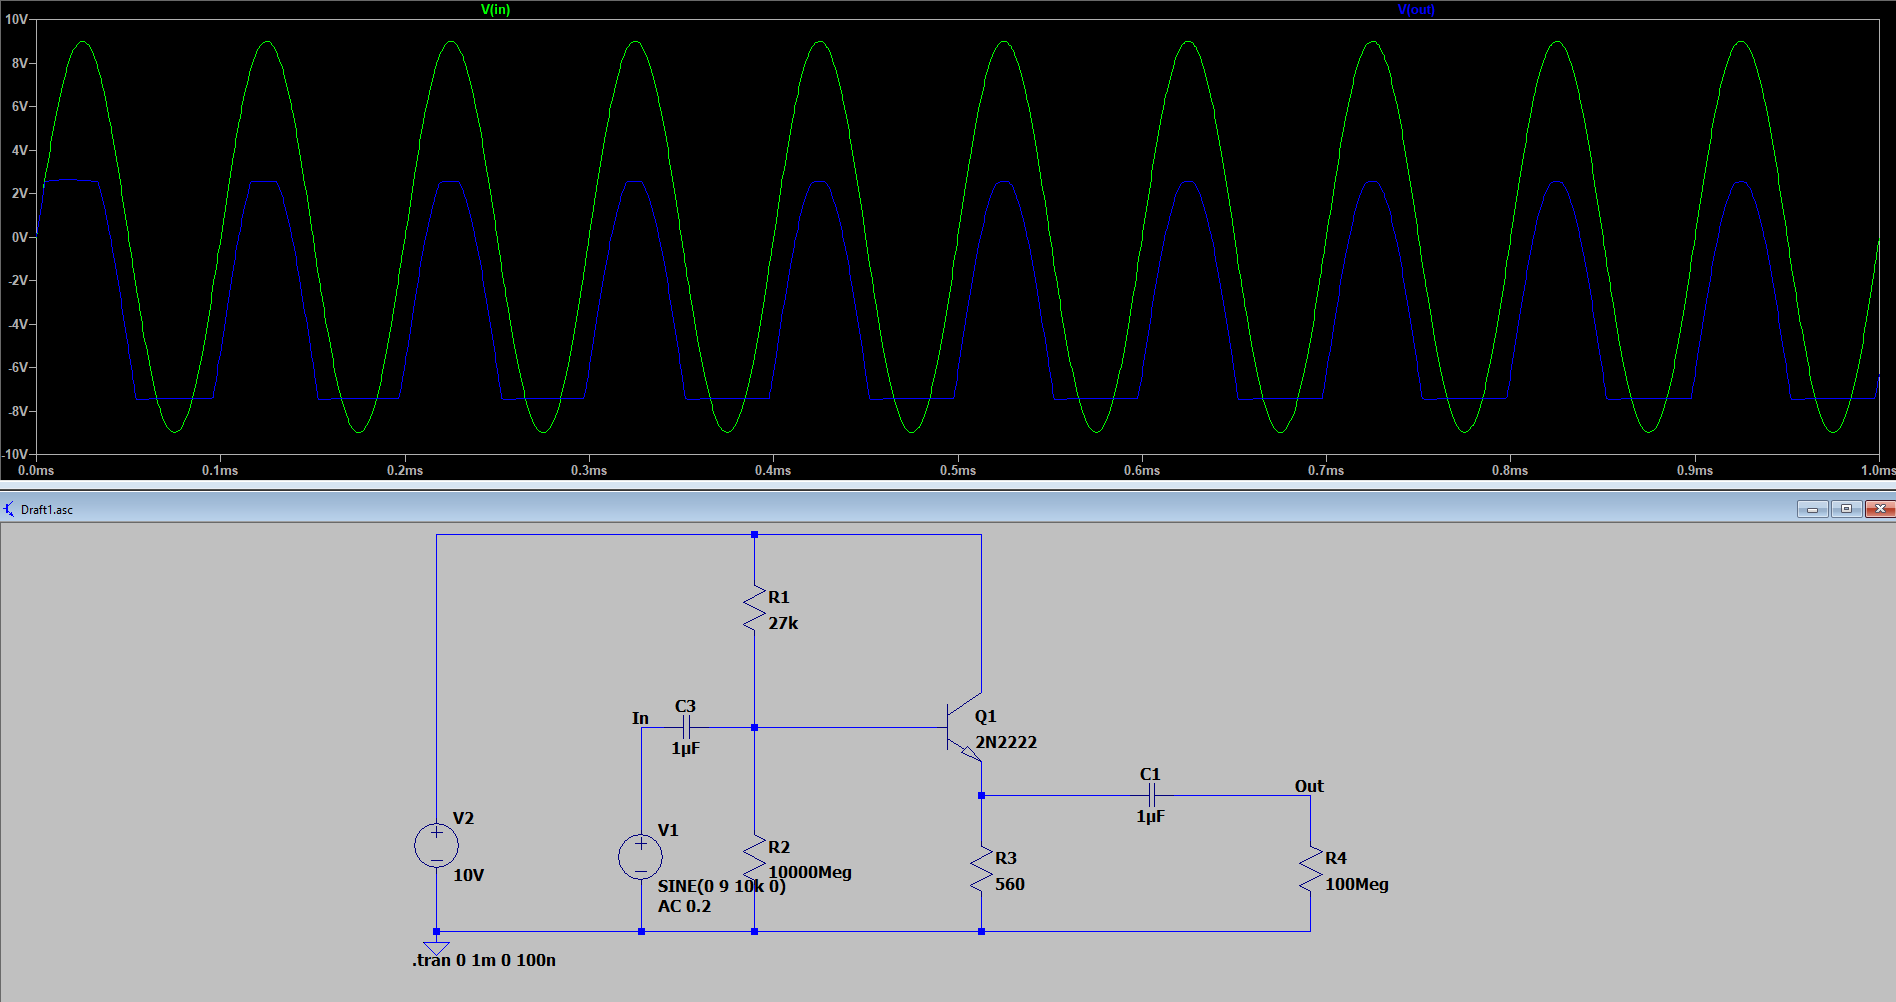 V(in)
V(out)
10V
8V
6V
4V
2V
0V
-2V
-4V
-6V
-8V
-10V
0.0ms
0.1ms
0.2ms
0.3ms
0.4ms
0.5ms
0.6ms
0.7ms
0.8ms
0.9ms
1.0ms
Draft1.asc
R1
27k
C3
In
1µF
Q1
2N2222
C1
Out
1µF
V2
10V
V1
SINE(0 9 10k 0)
AC 0.2
R2
10000Meg
R3
560
R4
100Meg
.tran 0 1m 0 100n